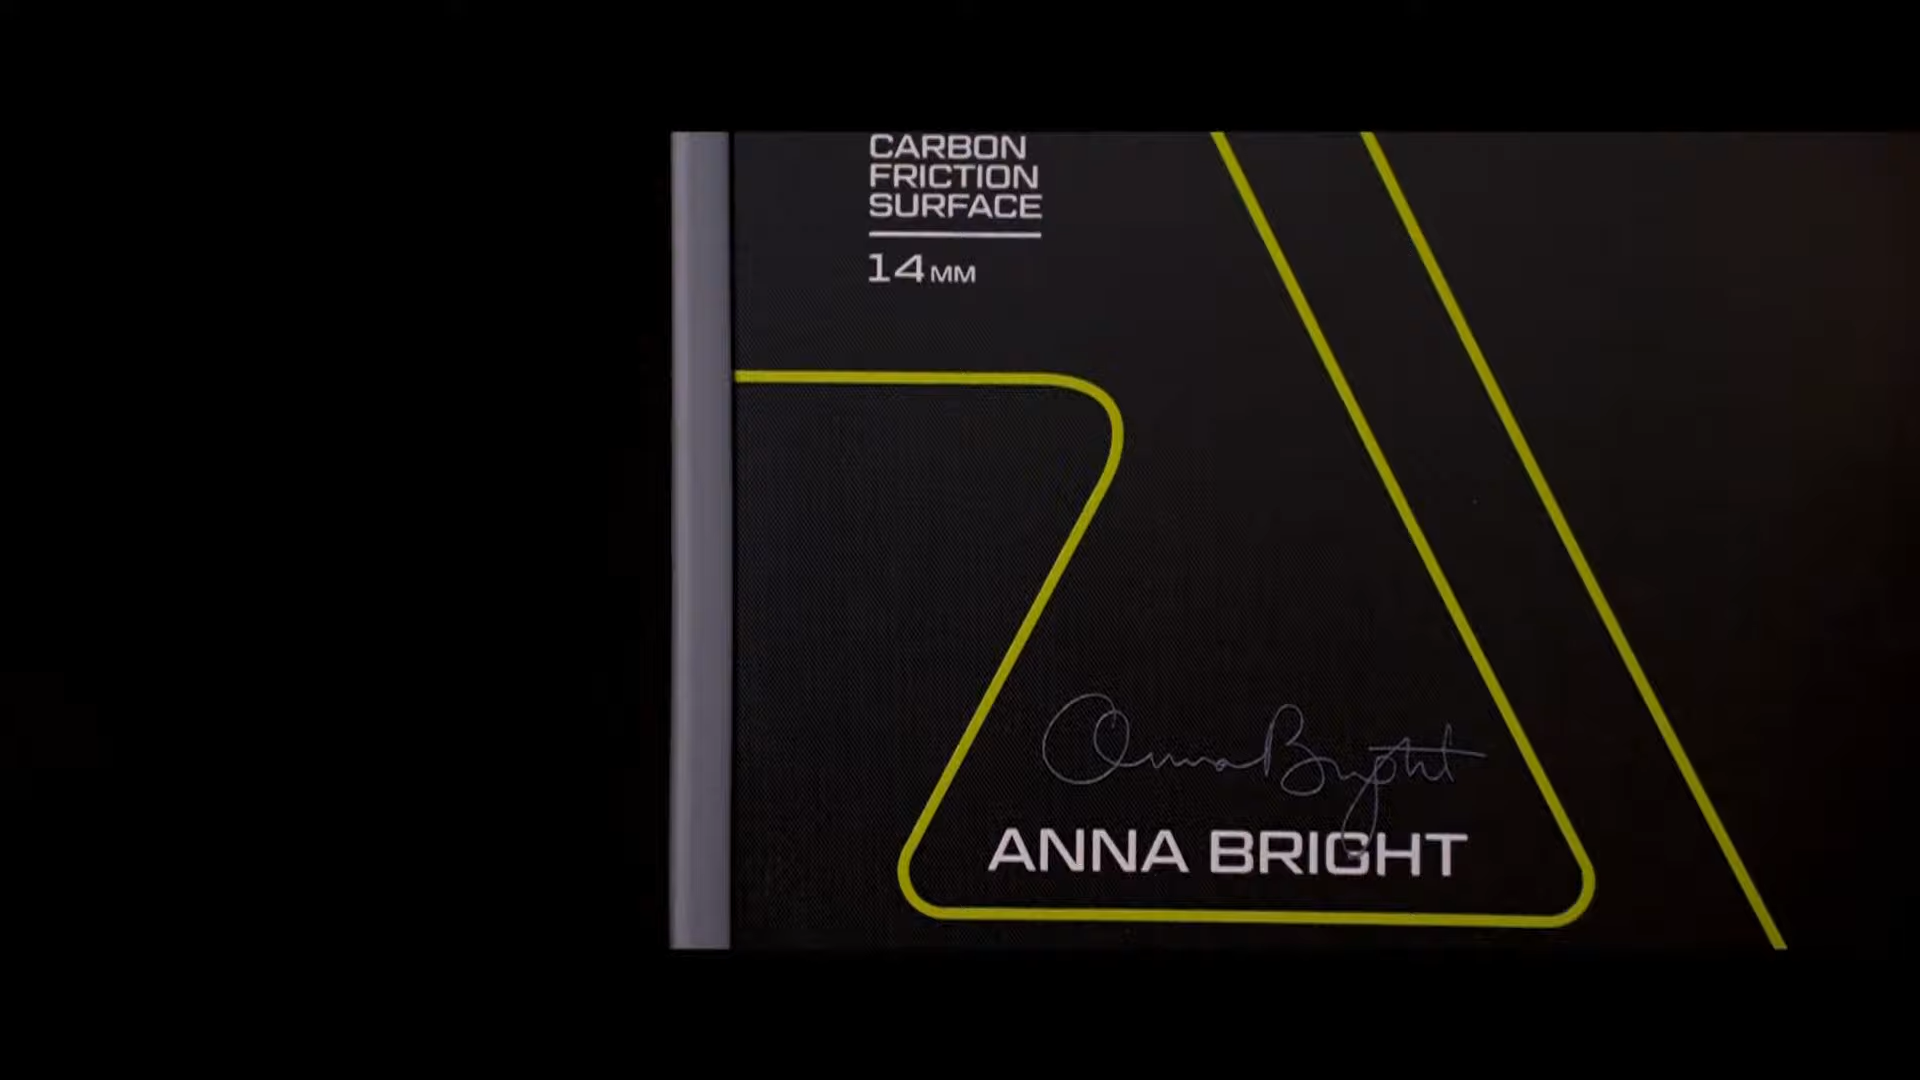 CARBON
FRICTION
SURFACE
14MM
Anna Bright
ANNA BRIGHT